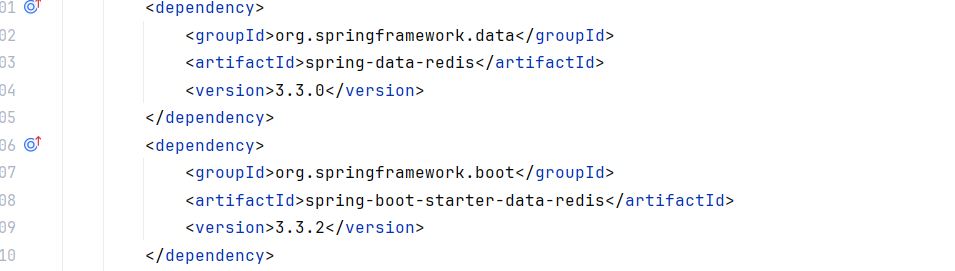 01 <dependency>
02 <groupId>org.springframework.data</groupId>
03 <artifactId>spring-data-redis</artifactId>
04 <version>3.3.0</version>
05 </dependency>
06 <dependency>
07 <groupId>org.springframework.boot</groupId>
08 <artifactId>spring-boot-starter-data-redis</artifactId>
09 <version>3.3.2</version>
10 </dependency>